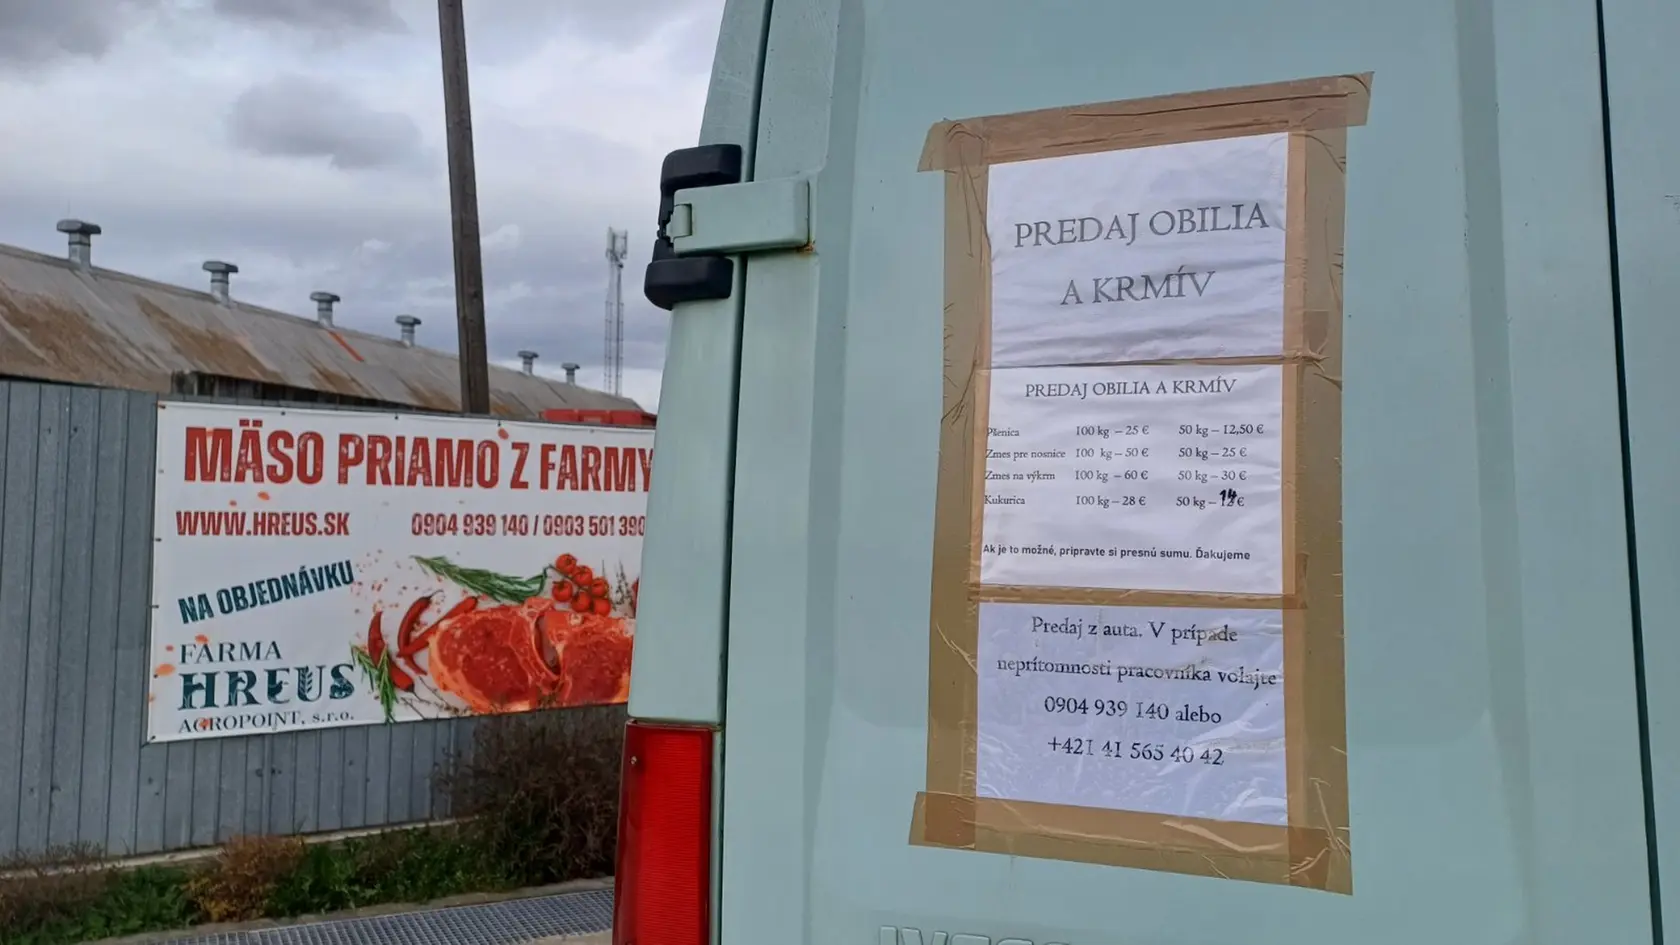 MÄSO PRIAMO Z FARMY
WWW.HREUS.SK 0904 939 140 / 0903 501 390
NA OBJEDNÁVKU
FARMA
HREUS
AGROPOINT, s.r.o.
PREDAJ OBILIA
A KRMÍV
PREDAJ OBILIA A KRMÍV
Pšenica 100 kg – 25 € 50 kg – 12,50 €
Zmes pre nosnice 100 kg – 50 € 50 kg – 25 €
Zmes na výkrm 100 kg – 60 € 50 kg – 30 €
Kukurica 100 kg – 28 € 50 kg – 14 €
Ak je to možné, pripravte si presnú sumu. Ďakujeme
Predaj z auta. V prípade
neprítomnosti pracovníka volajte
0904 939 140 alebo
+421 41 565 40 42
IVECO